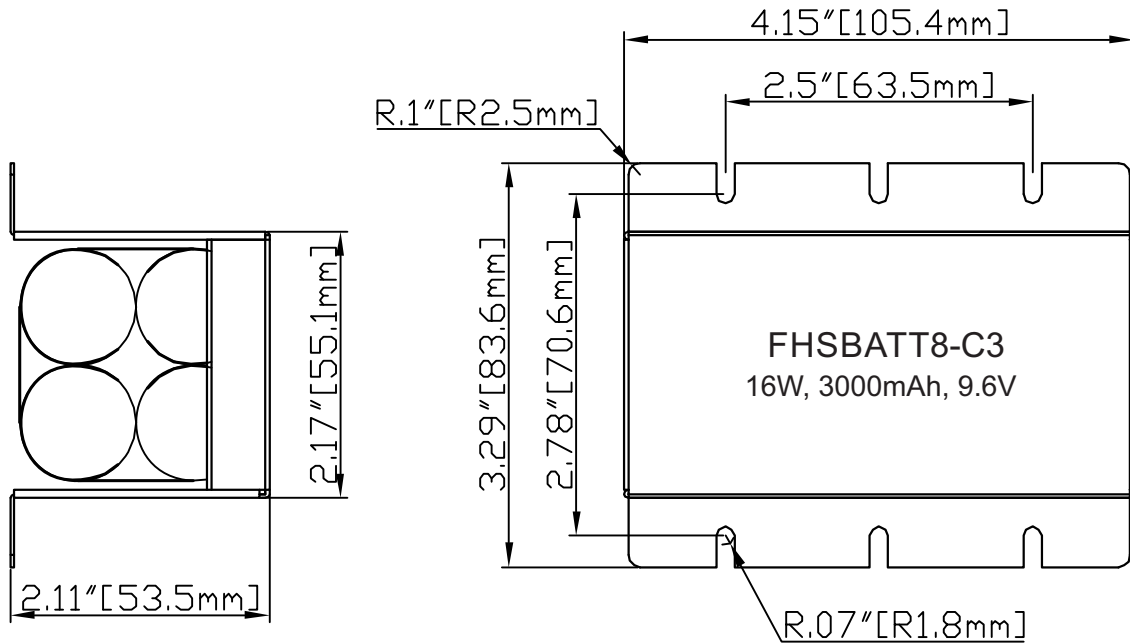 4.15″[105.4mm]
2.5″[63.5mm]
R.1″[R2.5mm]
2.17″[55.1mm]
3.29″[83.6mm]
2.78″[70.6mm]
FHSBATT8-C3
16W, 3000mAh, 9.6V
2.11″[53.5mm]
R.07″[R1.8mm]